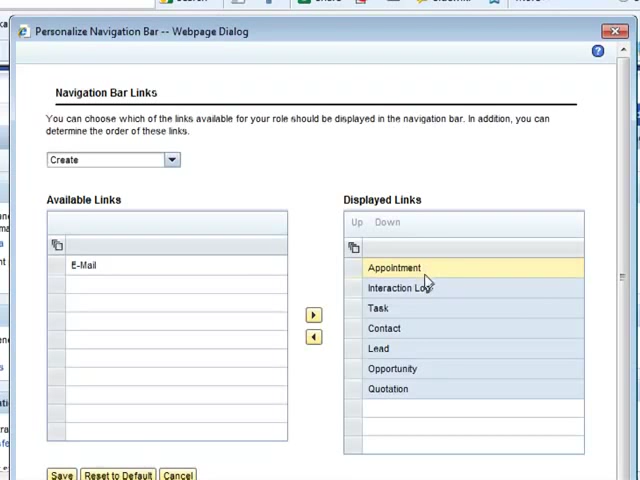 Personalize Navigation Bar -- Webpage Dialog
Navigation Bar Links
You can choose which of the links available for your role should be displayed in the navigation bar. In addition, you can
determine the order of these links.
Create
Available Links
Displayed Links
Up Down
E-Mail
Appointment
Interaction Log
Task
Contact
Lead
Opportunity
Quotation
Save Reset to Default Cancel